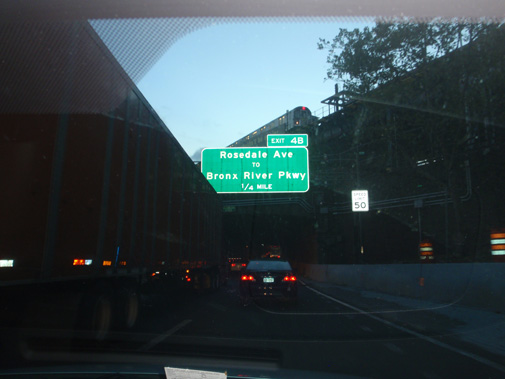 EXIT 4B
Rosedale Ave
TO
Bronx River Pkwy
1/4 MILE
SPEED
LIMIT
50